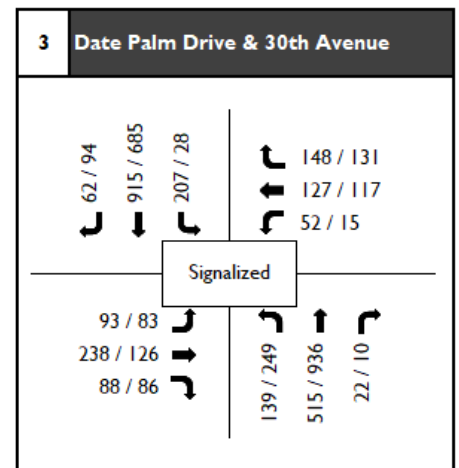 3 Date Palm Drive & 30th Avenue
62 / 94
915 / 685
207 / 28
148 / 131
127 / 117
52 / 15
Signalized
93 / 83
238 / 126
88 / 86
139 / 249
515 / 936
22 / 10